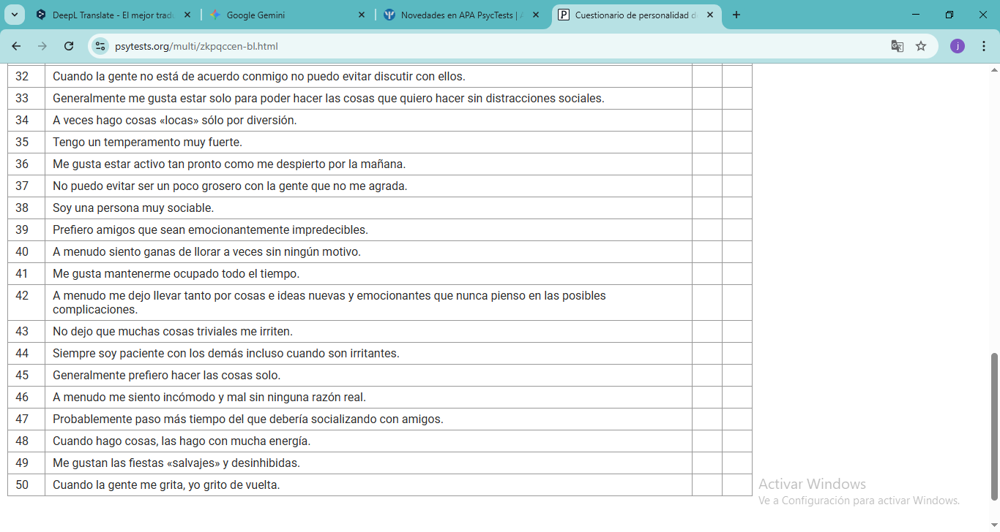 DeepL Translate - El mejor tradu
Google Gemini
Novedades en APA PsycTests | A
Cuestionario de personalidad de
psytests.org/multi/zkpqccen-bl.html
j
32 Cuando la gente no está de acuerdo conmigo no puedo evitar discutir con ellos.
33 Generalmente me gusta estar solo para poder hacer las cosas que quiero hacer sin distracciones sociales.
34 A veces hago cosas «locas» sólo por diversión.
35 Tengo un temperamento muy fuerte.
36 Me gusta estar activo tan pronto como me despierto por la mañana.
37 No puedo evitar ser un poco grosero con la gente que no me agrada.
38 Soy una persona muy sociable.
39 Prefiero amigos que sean emocionantemente impredecibles.
40 A menudo siento ganas de llorar a veces sin ningún motivo.
41 Me gusta mantenerme ocupado todo el tiempo.
42 A menudo me dejo llevar tanto por cosas e ideas nuevas y emocionantes que nunca pienso en las posibles
complicaciones.
43 No dejo que muchas cosas triviales me irriten.
44 Siempre soy paciente con los demás incluso cuando son irritantes.
45 Generalmente prefiero hacer las cosas solo.
46 A menudo me siento incómodo y mal sin ninguna razón real.
47 Probablemente paso más tiempo del que debería socializando con amigos.
48 Cuando hago cosas, las hago con mucha energía.
49 Me gustan las fiestas «salvajes» y desinhibidas.
50 Cuando la gente me grita, yo grito de vuelta.
Activar Windows
Ve a Configuración para activar Windows.